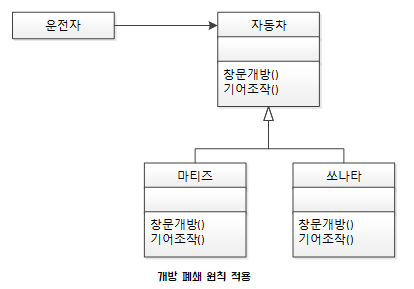 운전자
자동차
창문개방()
기어조작()
마티즈
쏘나타
창문개방()
기어조작()
창문개방()
기어조작()
개방 폐쇄 원칙 적용